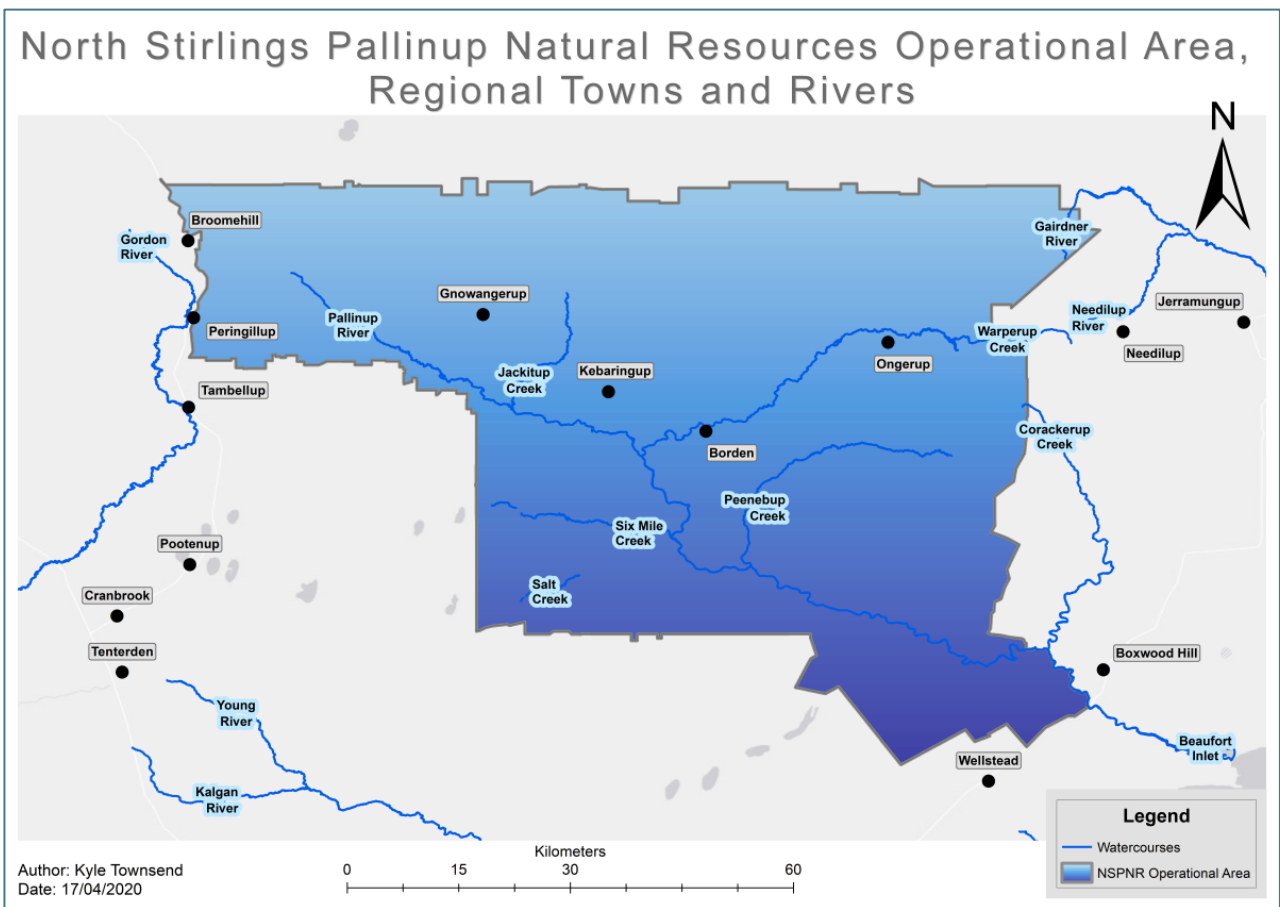 North Stirlings Pallinup Natural Resources Operational Area,
Regional Towns and Rivers
N
Broomehill
Gordon
River
Gairdner
River
Gnowangerup
Jerramungup
Pallinup
River
Peringillup
Needilup
River
Warperup
Creek
Needilup
Ongerup
Jackitup
Creek
Kebaringup
Tambellup
Corackerup
Creek
Borden
Peenebup
Creek
Six Mile
Creek
Pootenup
Salt
Creek
Cranbrook
Tenterden
Boxwood Hill
Young
River
Beaufort
Inlet
Wellstead
Kalgan
River
Legend
Watercourses
NSPNR Operational Area
Kilometers
0 15 30 60
Author: Kyle Townsend
Date: 17/04/2020